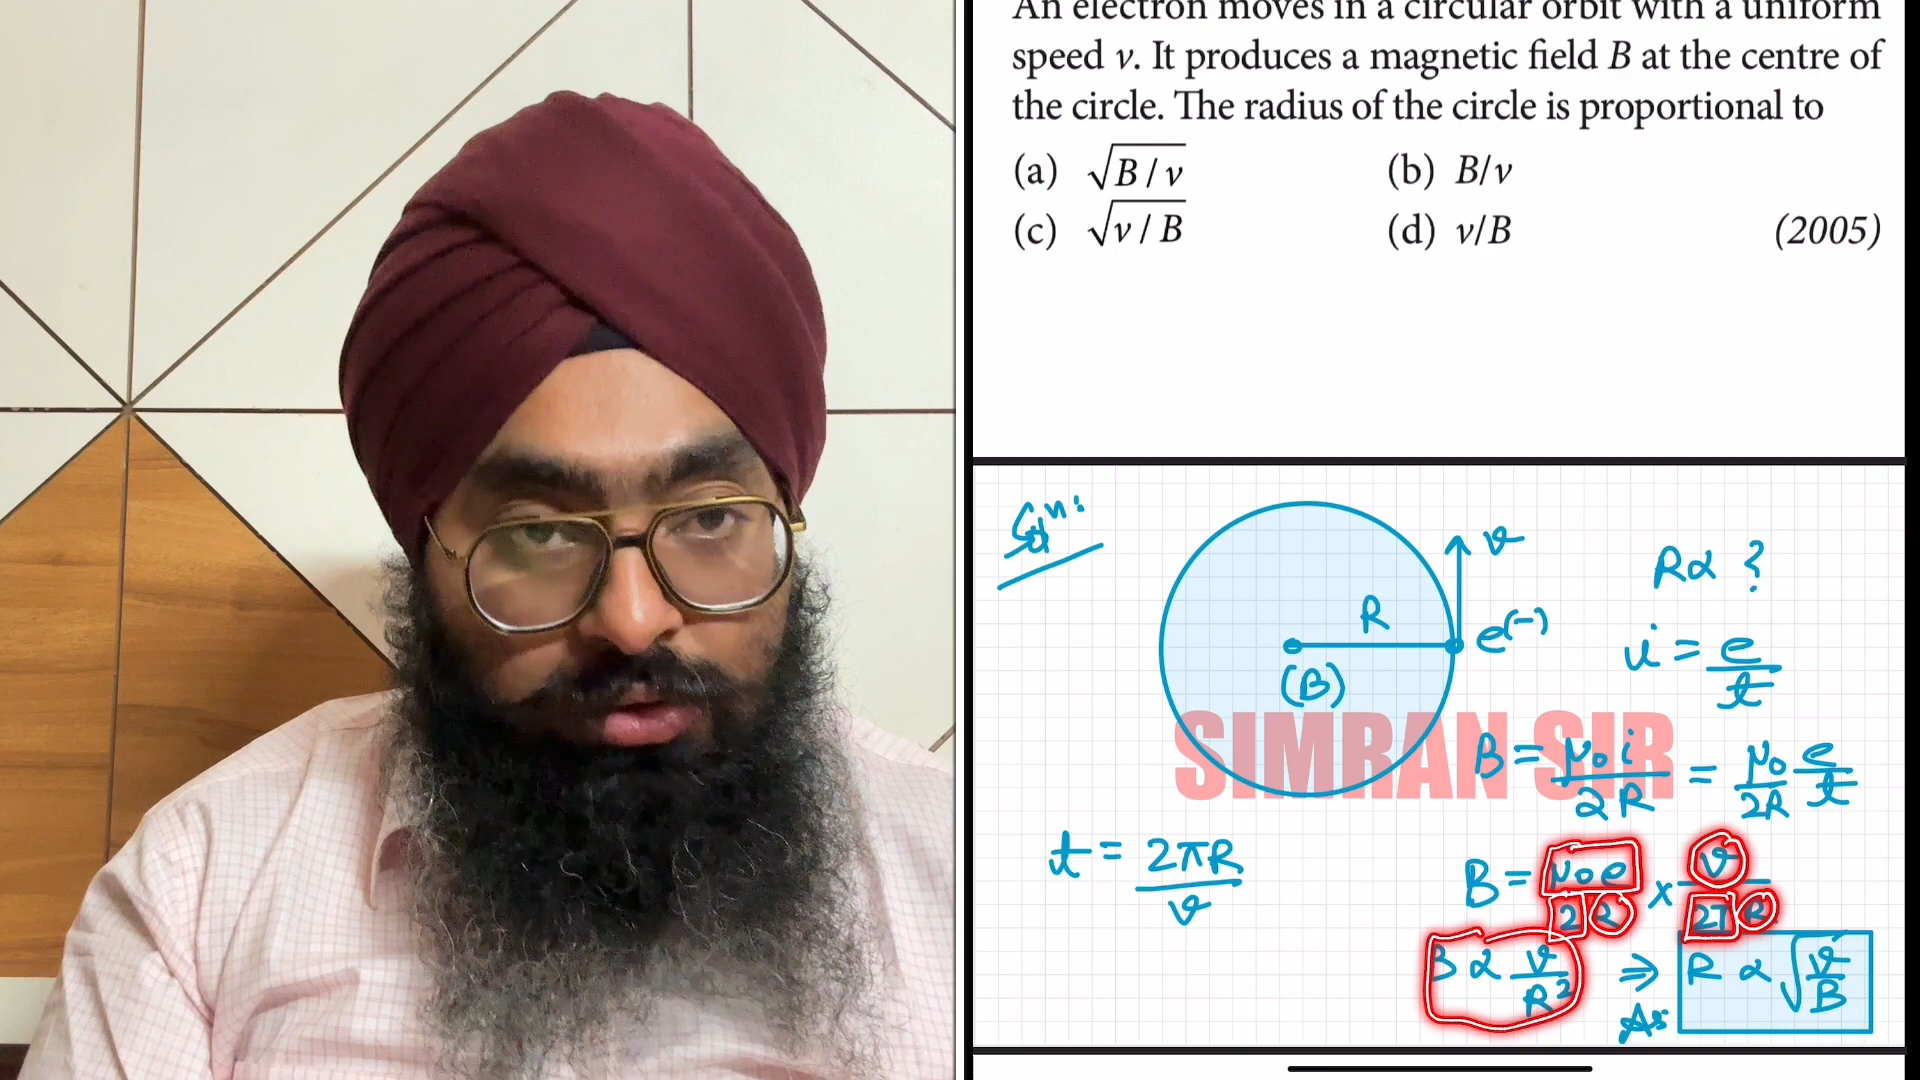 An electron moves in a circular orbit with a uniform
speed v. It produces a magnetic field B at the centre of
the circle. The radius of the circle is proportional to
(a) √B / v (b) B/v
(c) √v / B (d) v/B (2005)
Solⁿ:
v
R ∝ ?
R
e(-)
i = e/t
(B)
SIMRAN SIR
B = μ₀i/2R = μ₀/2R e/t
t = 2πR/v
B = μ₀e/2R × v/2πR
B ∝ v/R² ⇒ R ∝ √v/B
As